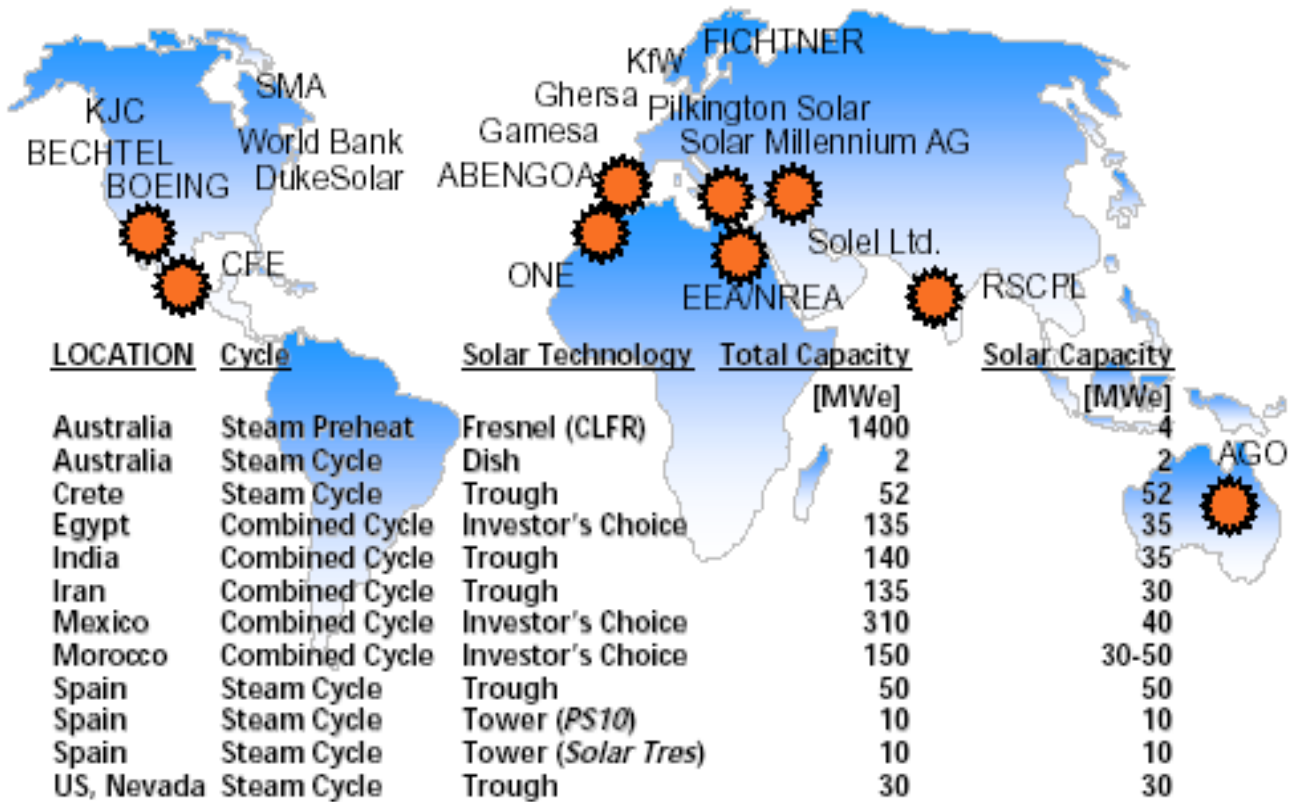 FICHTNER
KfW
SMA
Ghersa
KJC
Pilkington Solar
Gamesa
World Bank
Solar Millennium AG
BECHTEL
ABENGOA
BOEING
DukeSolar
Solel Ltd.
CFE
ONE
EEA/NREA
RSCPL
LOCATION Cycle Solar Technology Total Capacity Solar Capacity
[MWe] [MWe]
Australia Steam Preheat Fresnel (CLFR) 1400 4
AGO
Australia Steam Cycle Dish 2 2
Crete Steam Cycle Trough 52 52
Egypt Combined Cycle Investor's Choice 135 35
India Combined Cycle Trough 140 35
Iran Combined Cycle Trough 135 30
Mexico Combined Cycle Investor's Choice 310 40
Morocco Combined Cycle Investor's Choice 150 30-50
Spain Steam Cycle Trough 50 50
Spain Steam Cycle Tower (PS10) 10 10
Spain Steam Cycle Tower (Solar Tres) 10 10
US, Nevada Steam Cycle Trough 30 30